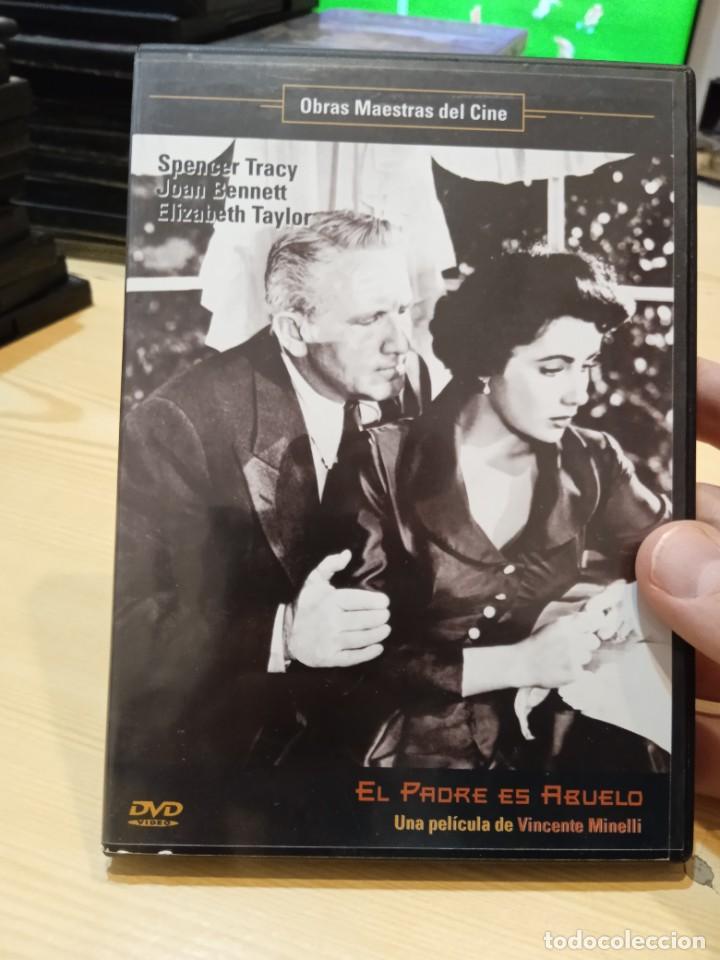 Obras Maestras del Cine
Spencer Tracy
Joan Bennett
Elizabeth Taylor
El Padre es Abuelo
Una película de Vincente Minelli
DVD
VIDEO
todocoleccion